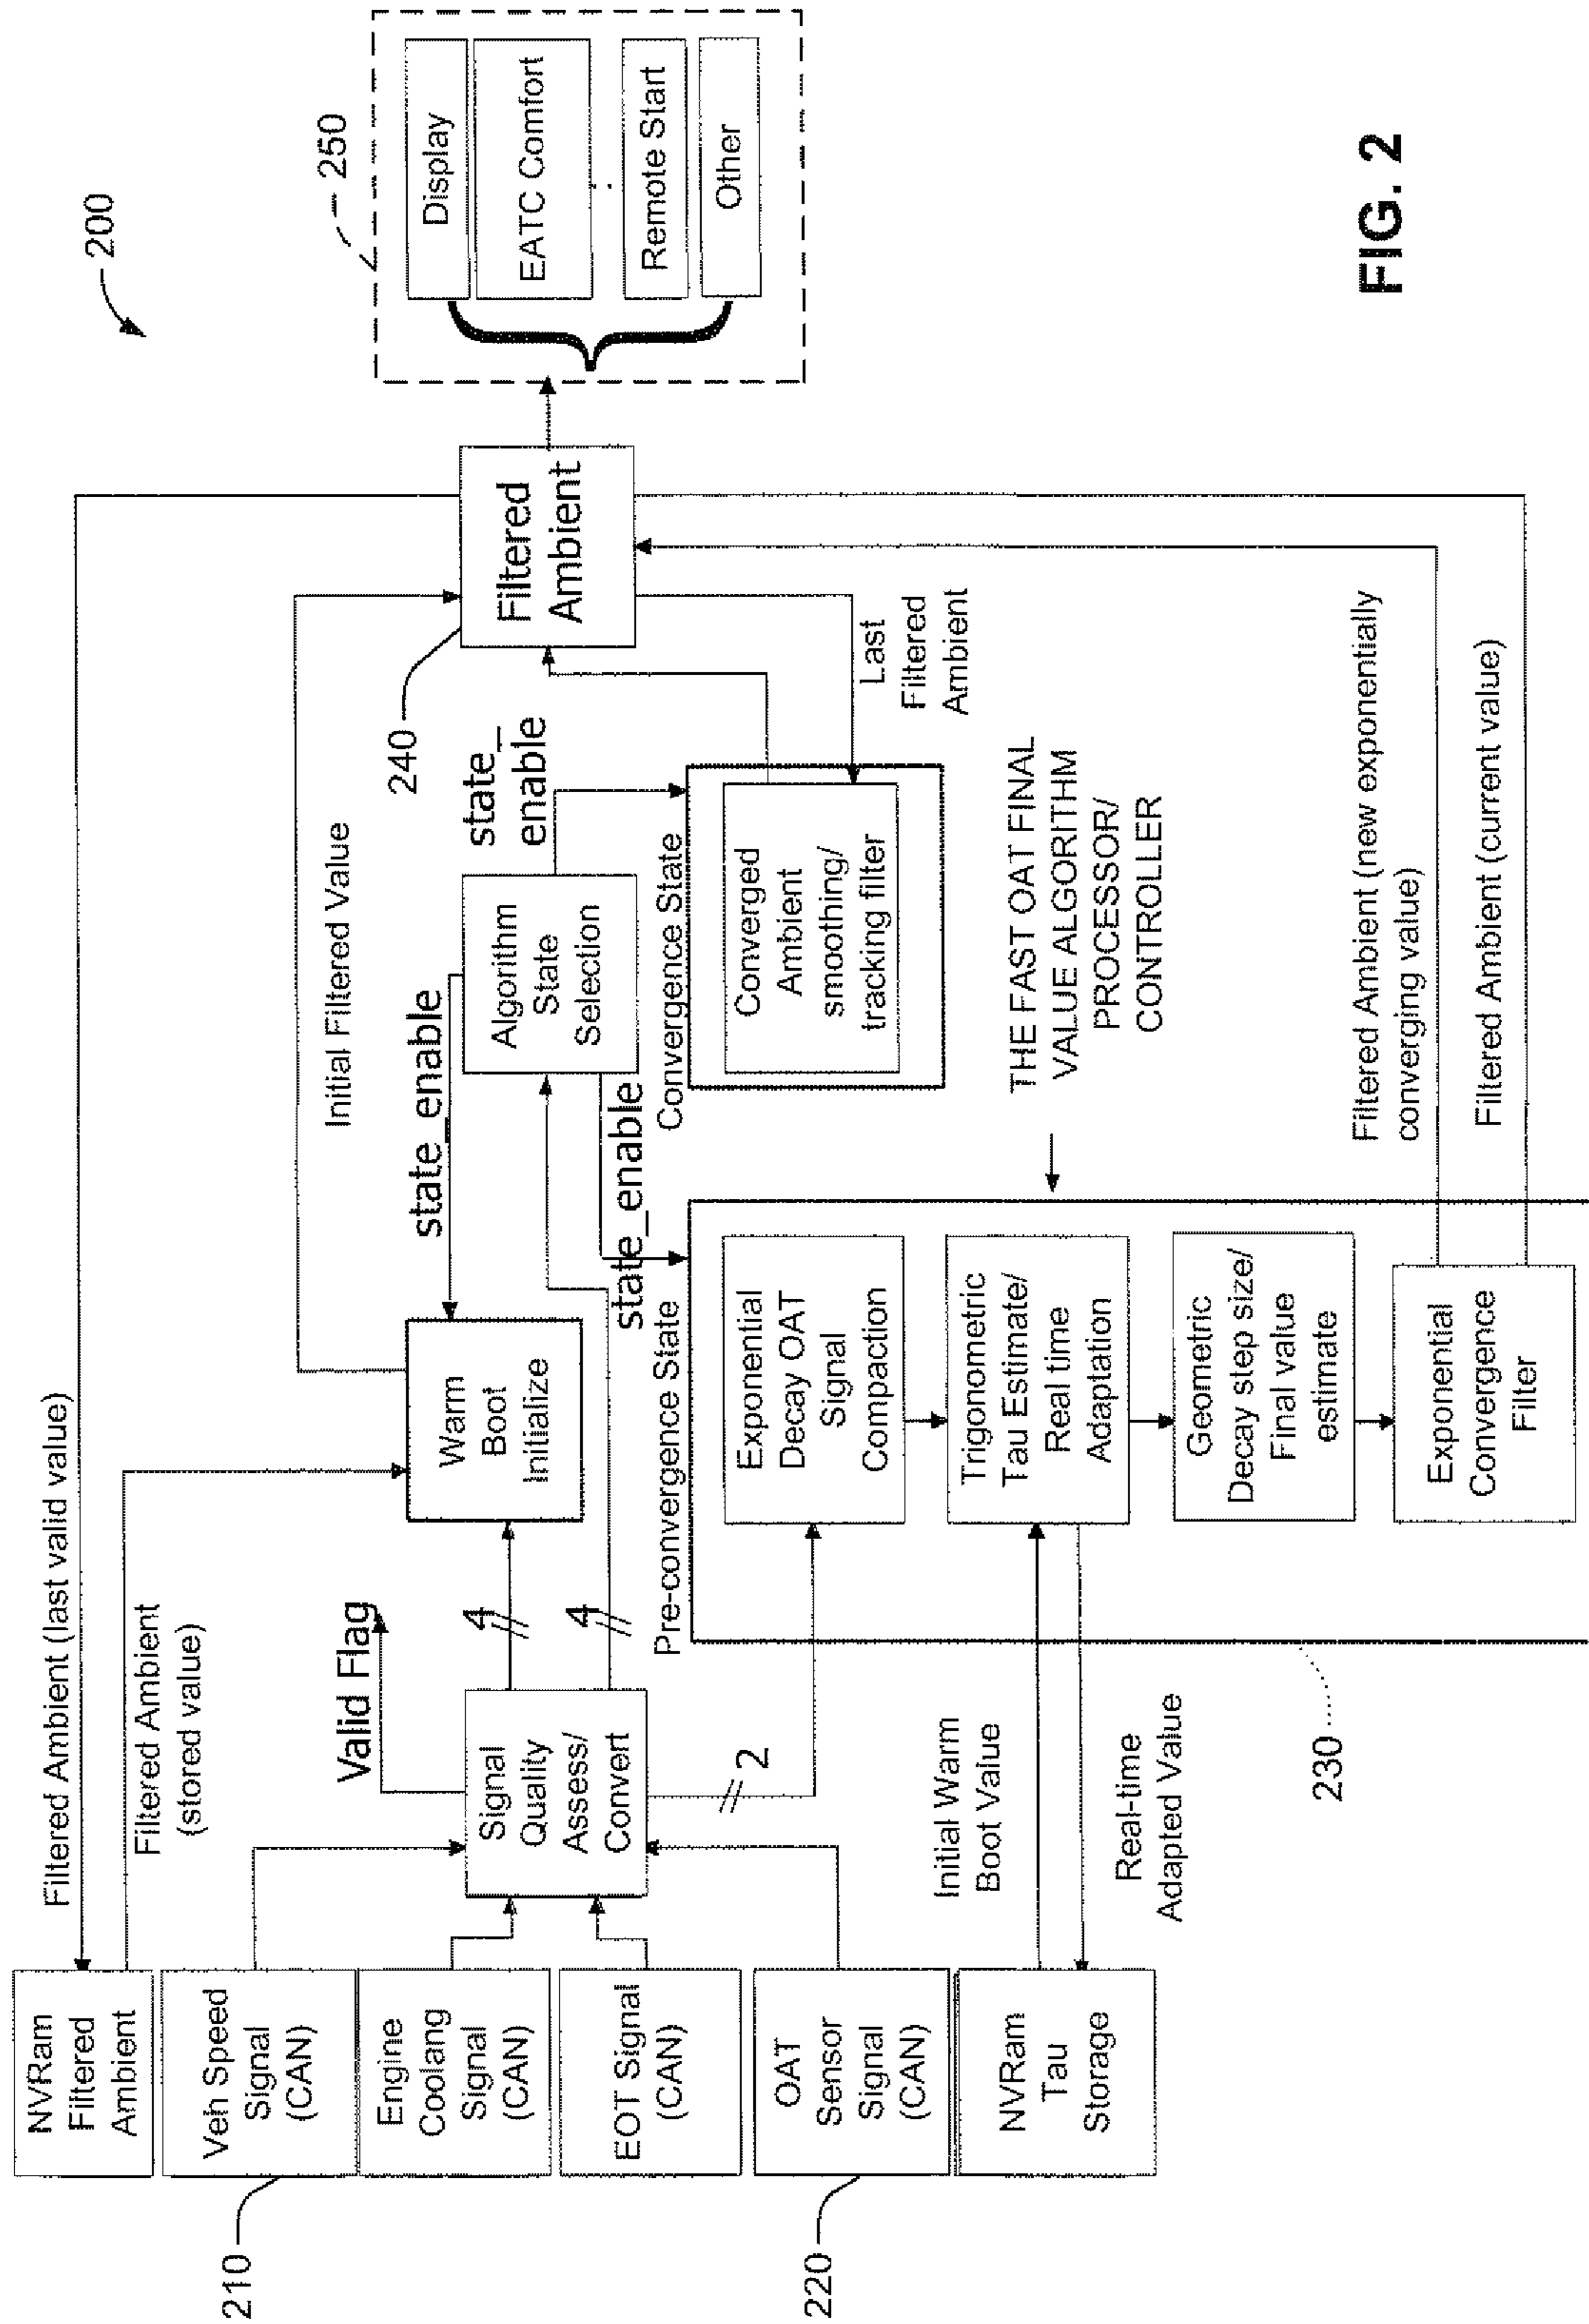 200
Filtered Ambient (last valid value)
NVRam
Filtered
Ambient
Filtered Ambient
(stored value)
Veh Speed
Signal
(CAN)
210
Engine
Coolang
Signal
(CAN)
EOT Signal
(CAN)
OAT
Sensor
Signal
(CAN)
220
NVRam
Tau
Storage
Valid Flag
Signal
Quality
Assess/
Convert
4
4
2
Initial Warm
Boot Value
Real-time
Adapted Value
Warm
Boot
Initialize
Initial Filtered Value
state_enable
Algorithm
State
Selection
state_
enable
state_enable
Pre-convergence State
Exponential
Decay OAT
Signal
Compaction
Trigonometric
Tau Estimate/
Real time
Adaptation
Geometric
Decay step size/
Final value
estimate
Exponential
Convergence
Filter
230
Convergence State
Converged
Ambient
smoothing/
tracking filter
THE FAST OAT FINAL
VALUE ALGORITHM
PROCESSOR/
CONTROLLER
240
Filtered
Ambient
Last
Filtered
Ambient
Filtered Ambient (new exponentially
converging value)
Filtered Ambient (current value)
250
Display
EATC Comfort
Remote Start
Other
FIG. 2